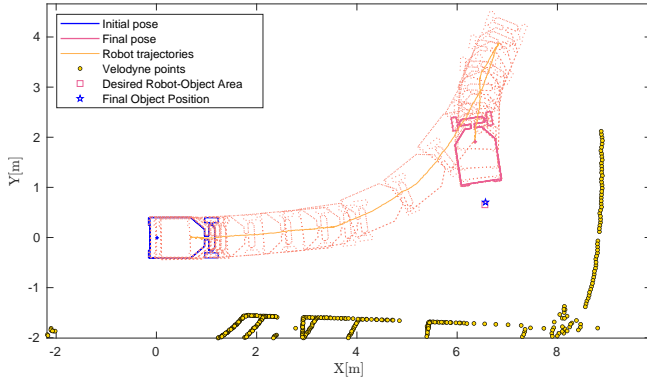 Initial pose
Final pose
Robot trajectories
Velodyne points
Desired Robot-Object Area
Final Object Position
4
3
2
1
0
-1
-2
Y[m]
-2
0
2
4
6
8
X[m]